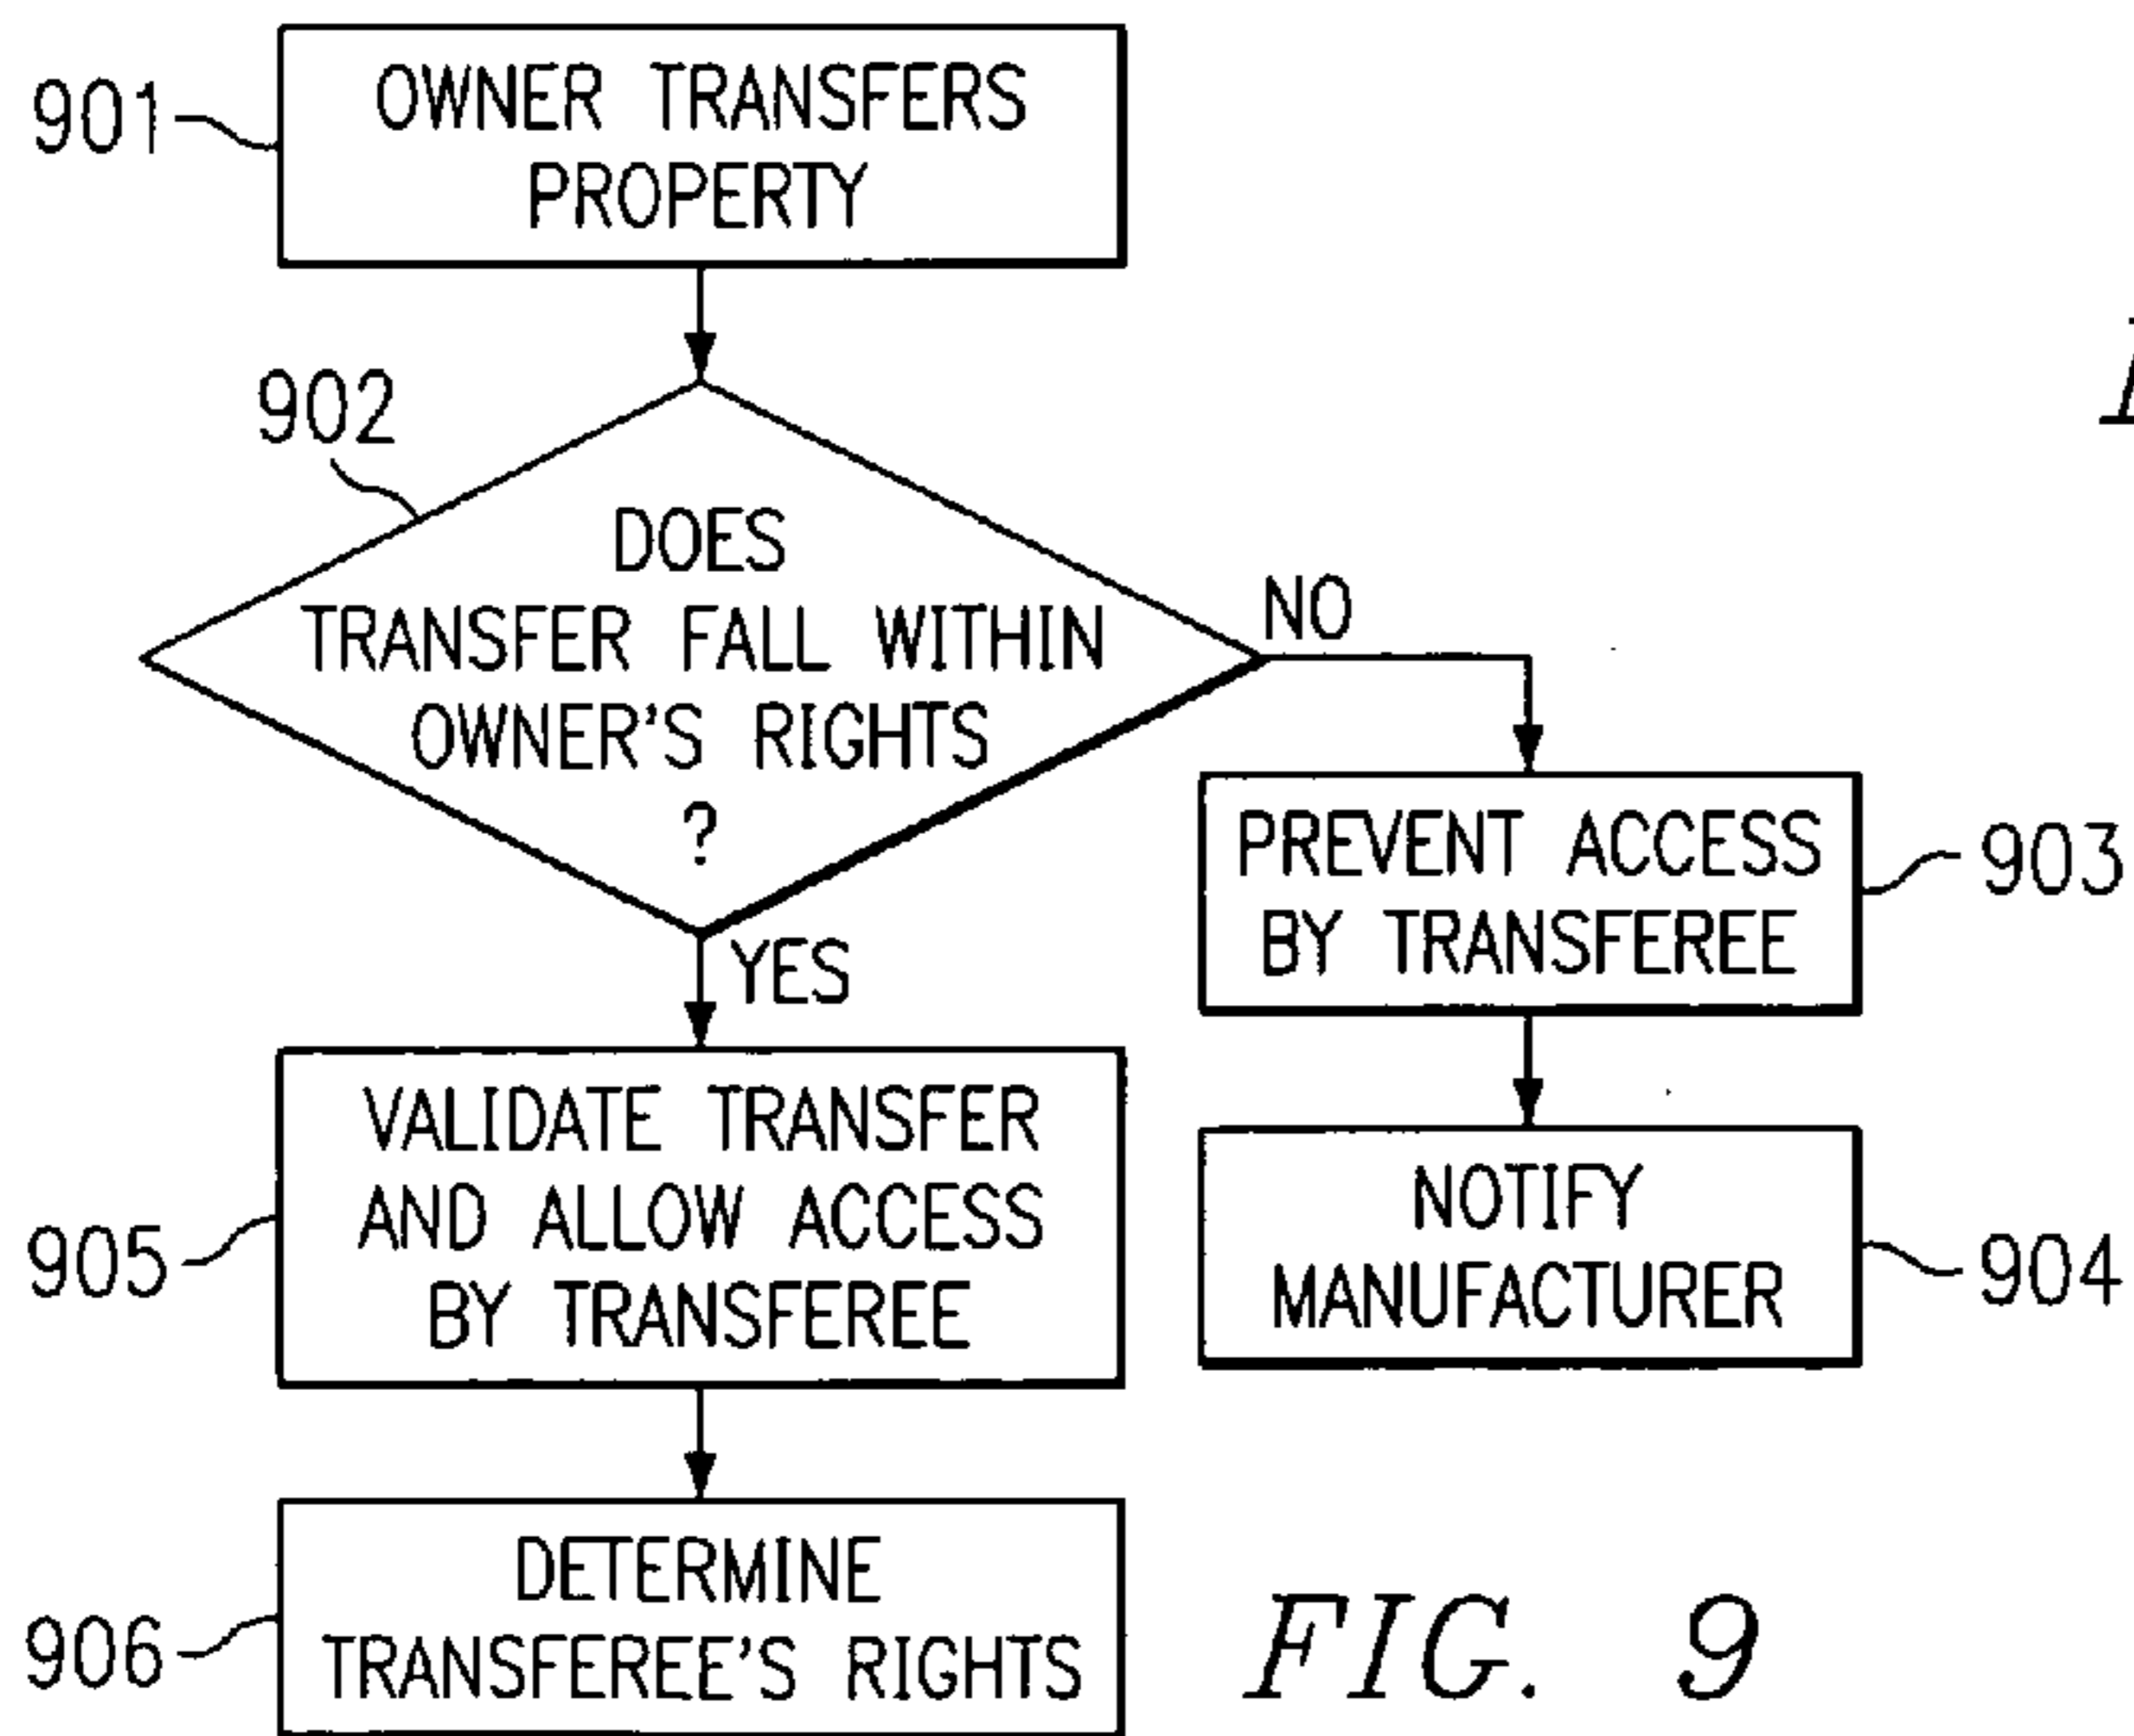 901
OWNER TRANSFERS
PROPERTY
902
DOES
TRANSFER FALL WITHIN
OWNER'S RIGHTS
?
NO
YES
PREVENT ACCESS
BY TRANSFEREE
903
NOTIFY
MANUFACTURER
904
905
VALIDATE TRANSFER
AND ALLOW ACCESS
BY TRANSFEREE
906
DETERMINE
TRANSFEREE'S RIGHTS
FIG. 9